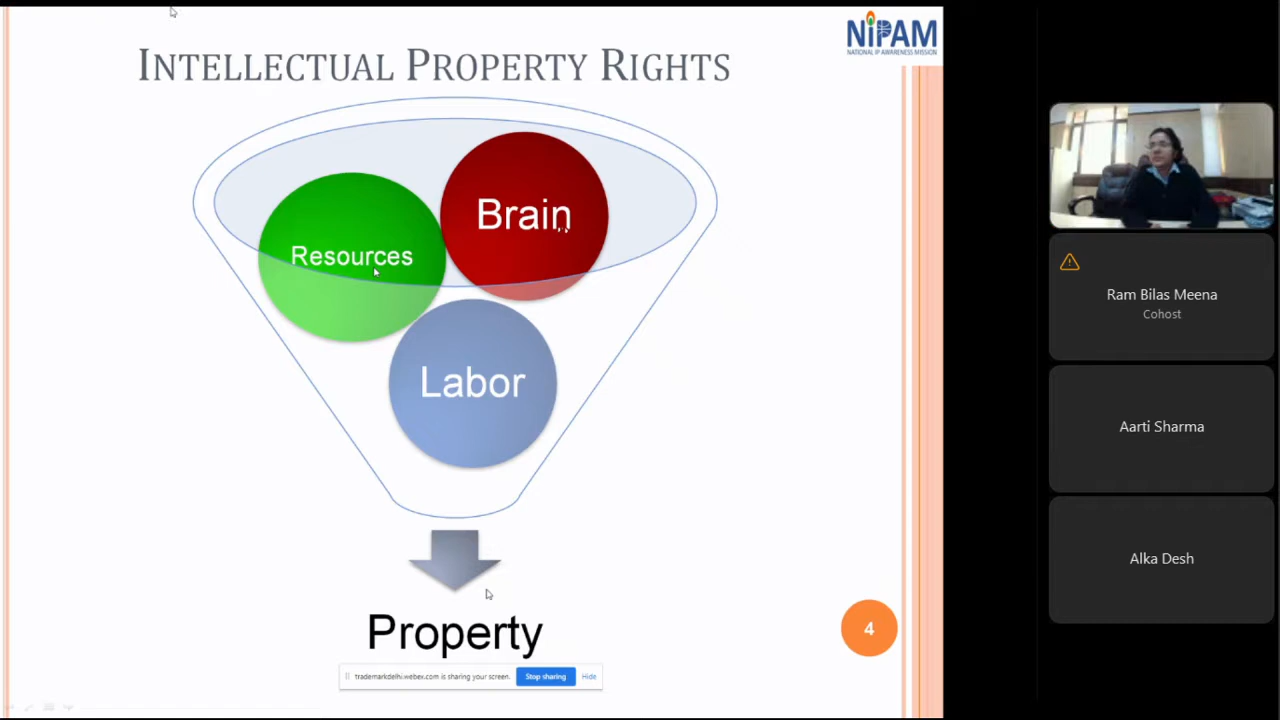 INTELLECTUAL PROPERTY RIGHTS
NiPAM
NATIONAL IP AWARENESS MISSION
Brain
Resources
Labor
Property
4
trademarkdelhi.webex.com is sharing your screen.
Stop sharing
Hide
Ram Bilas Meena
Cohost
Aarti Sharma
Alka Desh